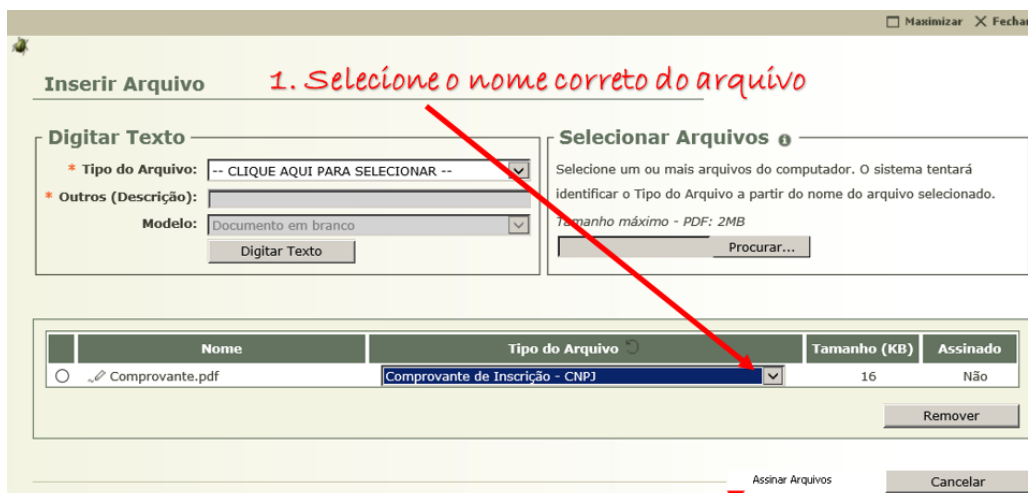 Maximizar Fechar
Inserir Arquivo
1. Selecione o nome correto do arquivo
Digitar Texto
* Tipo do Arquivo: -- CLIQUE AQUI PARA SELECIONAR --
* Outros (Descrição):
Modelo: Documento em branco
Digitar Texto
Selecionar Arquivos
Selecione um ou mais arquivos do computador. O sistema tentará
identificar o Tipo do Arquivo a partir do nome do arquivo selecionado.
Tamanho máximo - PDF: 2MB
Procurar...
Nome Tipo do Arquivo Tamanho (KB) Assinado
Comprovante.pdf Comprovante de Inscrição - CNPJ 16 Não
Remover
Assinar Arquivos Cancelar